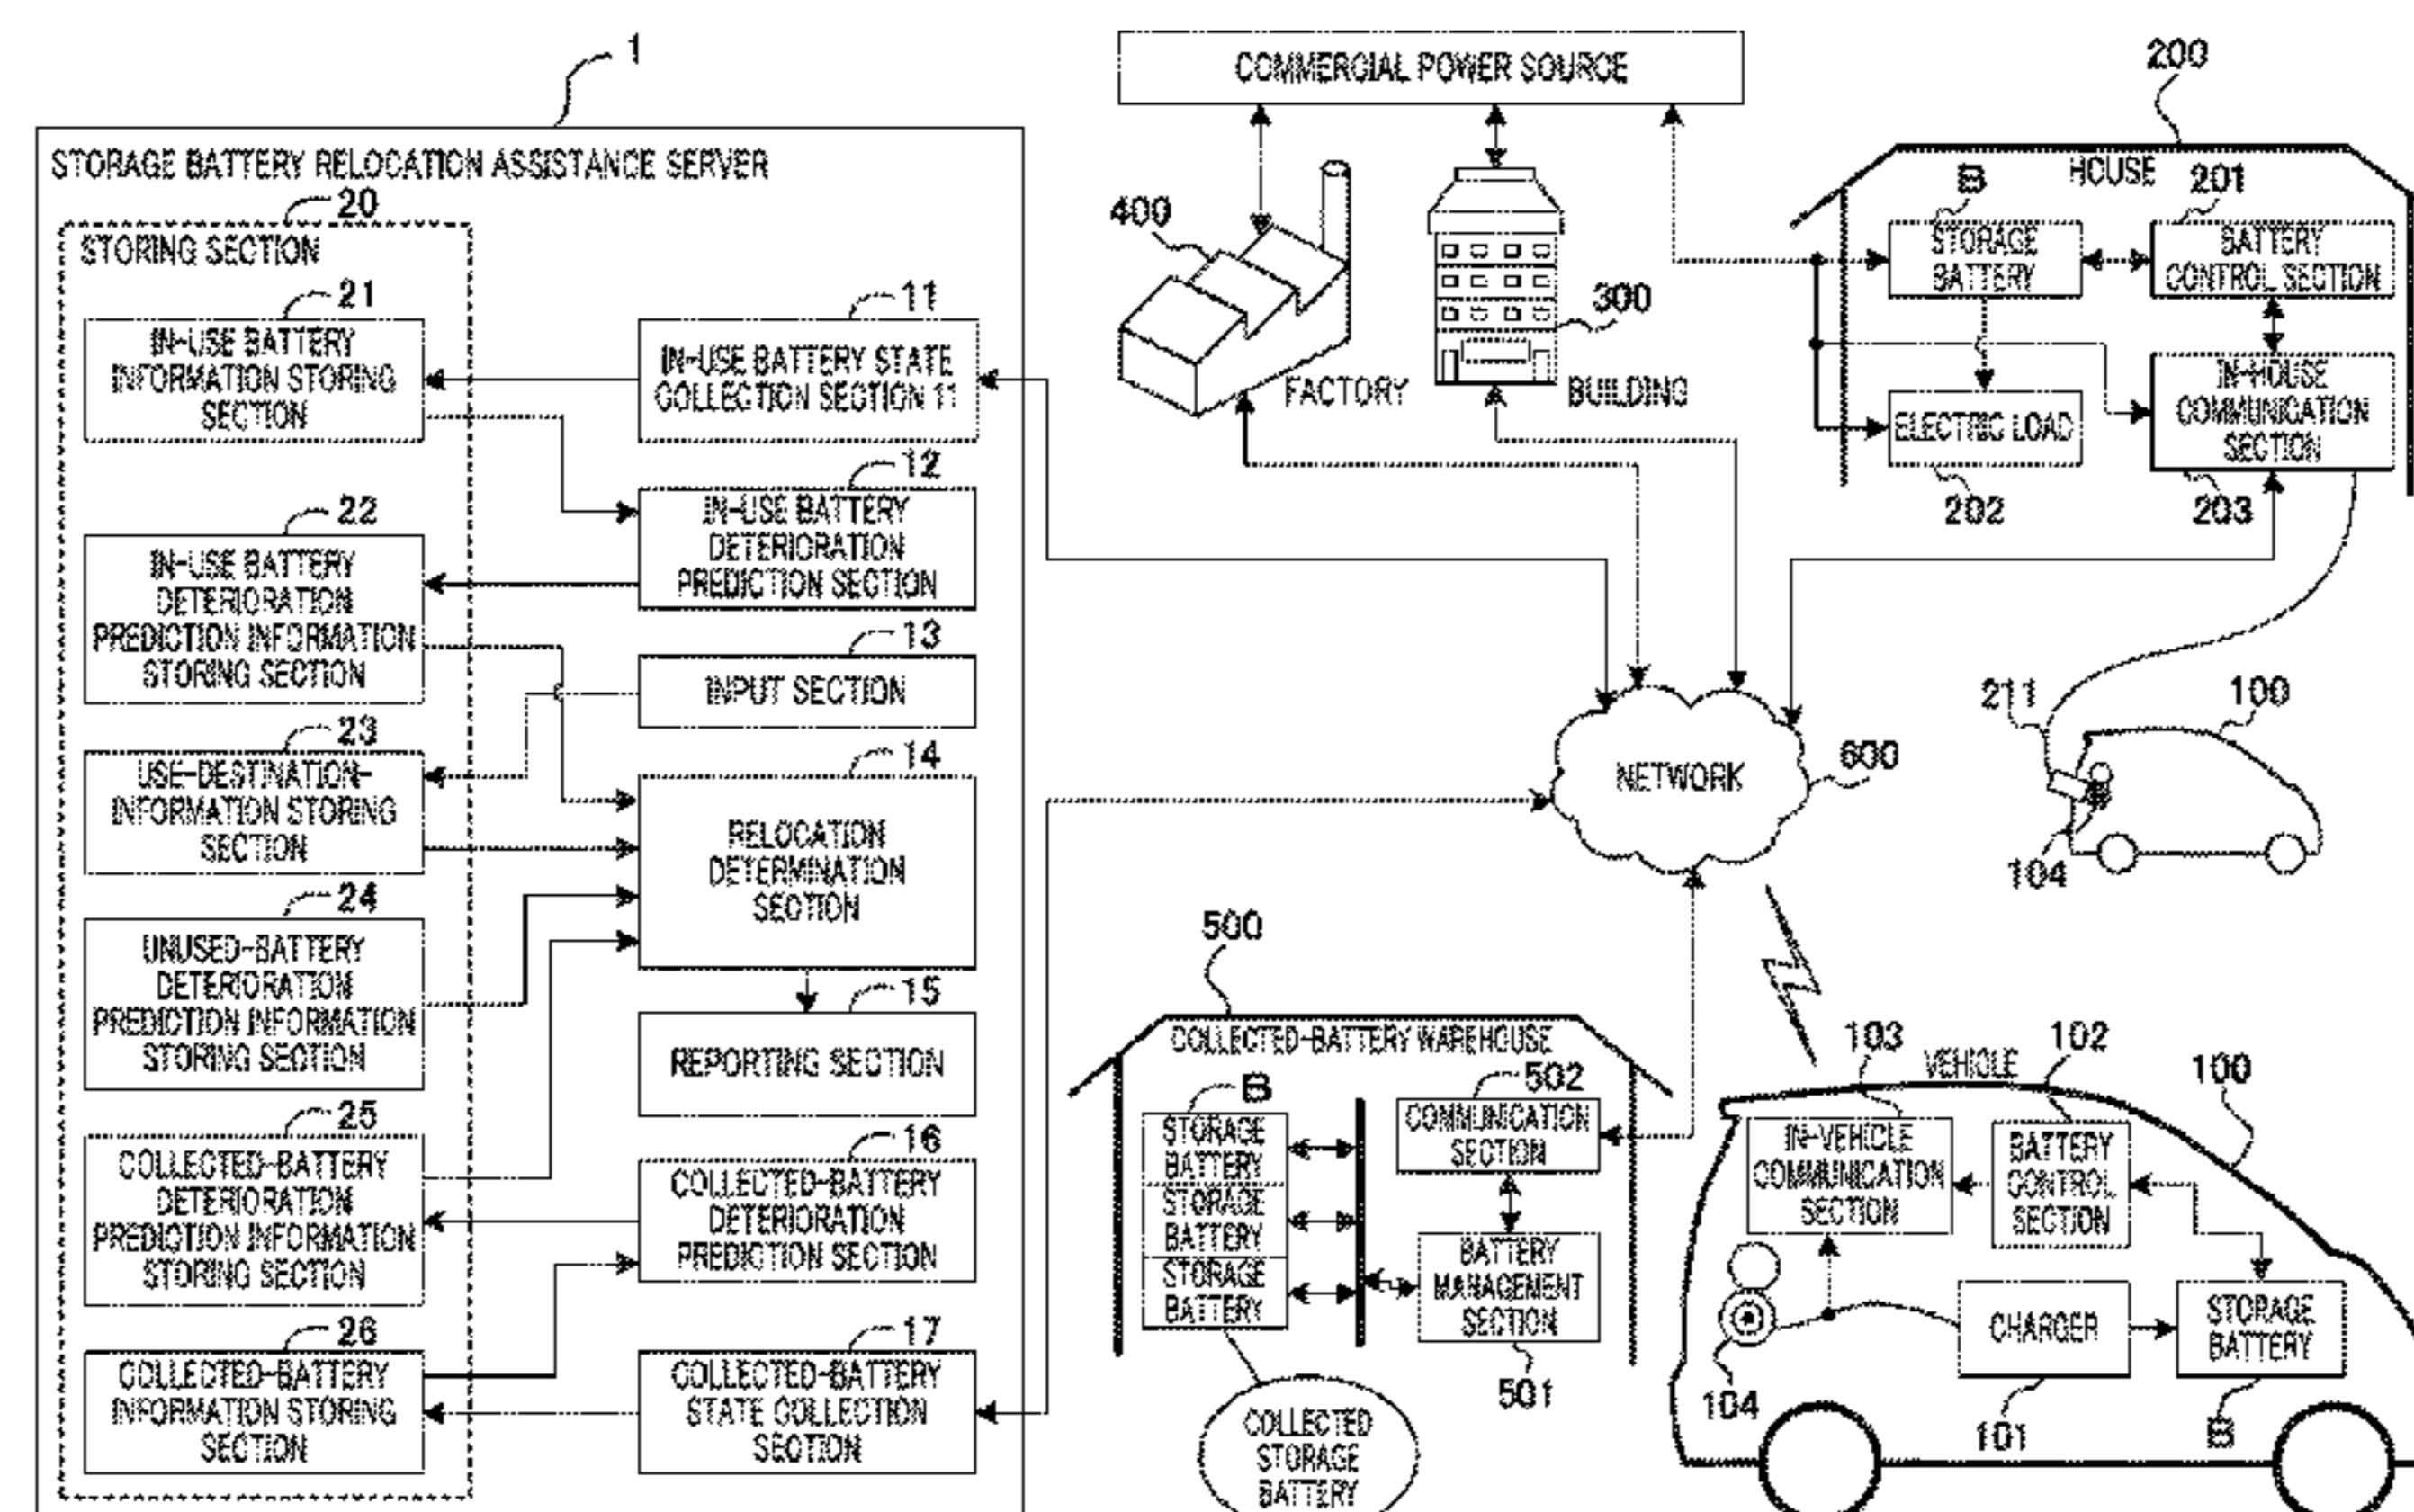 1
STORAGE BATTERY RELOCATION ASSISTANCE SERVER
20
STORING SECTION
21
IN-USE BATTERY
INFORMATION STORING
SECTION
22
IN-USE BATTERY
DETERIORATION
PREDICTION INFORMATION
STORING SECTION
23
USE-DESTINATION-
INFORMATION STORING
SECTION
24
UNUSED-BATTERY
DETERIORATION
PREDICTION INFORMATION
STORING SECTION
25
COLLECTED-BATTERY
DETERIORATION
PREDICTION INFORMATION
STORING SECTION
26
COLLECTED-BATTERY
INFORMATION STORING
SECTION
11
IN-USE BATTERY STATE
COLLECTION SECTION 11
12
IN-USE BATTERY
DETERIORATION
PREDICTION SECTION
13
INPUT SECTION
14
RELOCATION
DETERMINATION
SECTION
15
REPORTING SECTION
16
COLLECTED-BATTERY
DETERIORATION
PREDICTION SECTION
17
COLLECTED-BATTERY
STATE COLLECTION
SECTION
COMMERCIAL POWER SOURCE
400
FACTORY
300
BUILDING
200
HOUSE
B
STORAGE
BATTERY
201
BATTERY
CONTROL SECTION
ELECTRIC LOAD
202
IN-HOUSE
COMMUNICATION
SECTION
203
NETWORK
600
211
100
104
500
COLLECTED-BATTERY WAREHOUSE
B
STORAGE
BATTERY
STORAGE
BATTERY
STORAGE
BATTERY
502
COMMUNICATION
SECTION
BATTERY
MANAGEMENT
SECTION
501
COLLECTED
STORAGE
BATTERY
103
VEHICLE
102
100
IN-VEHICLE
COMMUNICATION
SECTION
BATTERY
CONTROL
SECTION
CHARGER
STORAGE
BATTERY
104
101
B